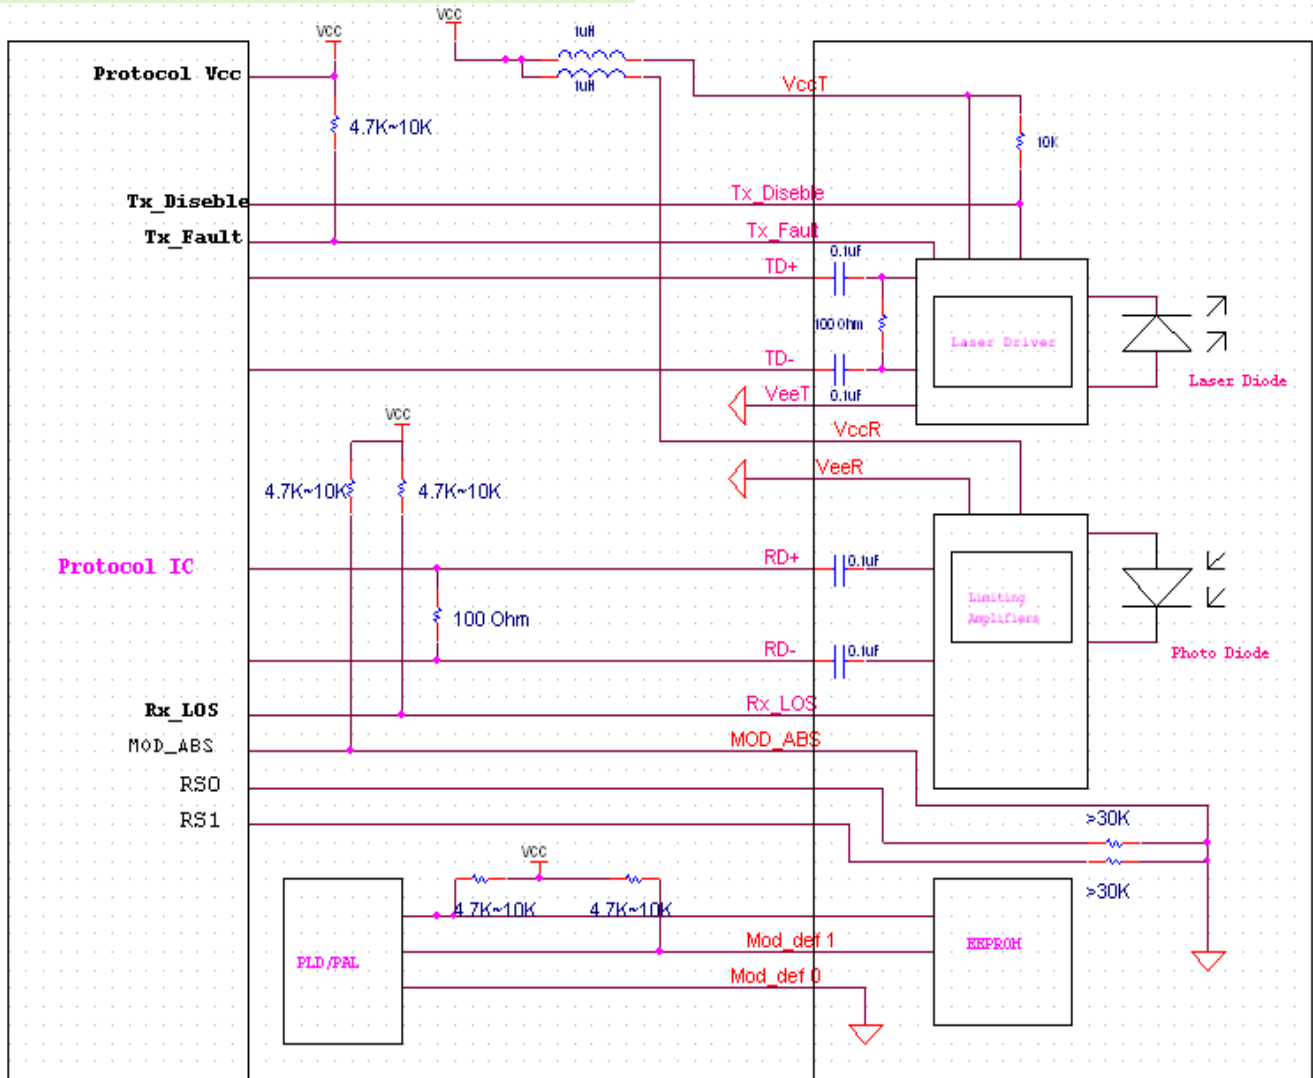 VCC
VCC
1uH
Protocol Vcc
1uH
VccT
4.7K~10K
10K
Tx_Diseble
Tx_Diseble
Tx_Fault
Tx_Fault
0.1uF
TD+
100 Ohm
Laser Driver
TD-
Laser Diode
VeeT
0.1uF
VCC
VccR
VeeR
4.7K~10K
4.7K~10K
Protocol IC
RD+
0.1uF
Limiting
Amplifiers
100 Ohm
RD-
0.1uF
Photo Diode
Rx_LOS
Rx_LOS
MOD_ABS
MOD_ABS
RS0
RS1
>30K
VCC
>30K
4.7K~10K
4.7K~10K
Mod_def 1
EEPROM
PLD/PAL
Mod_def 0